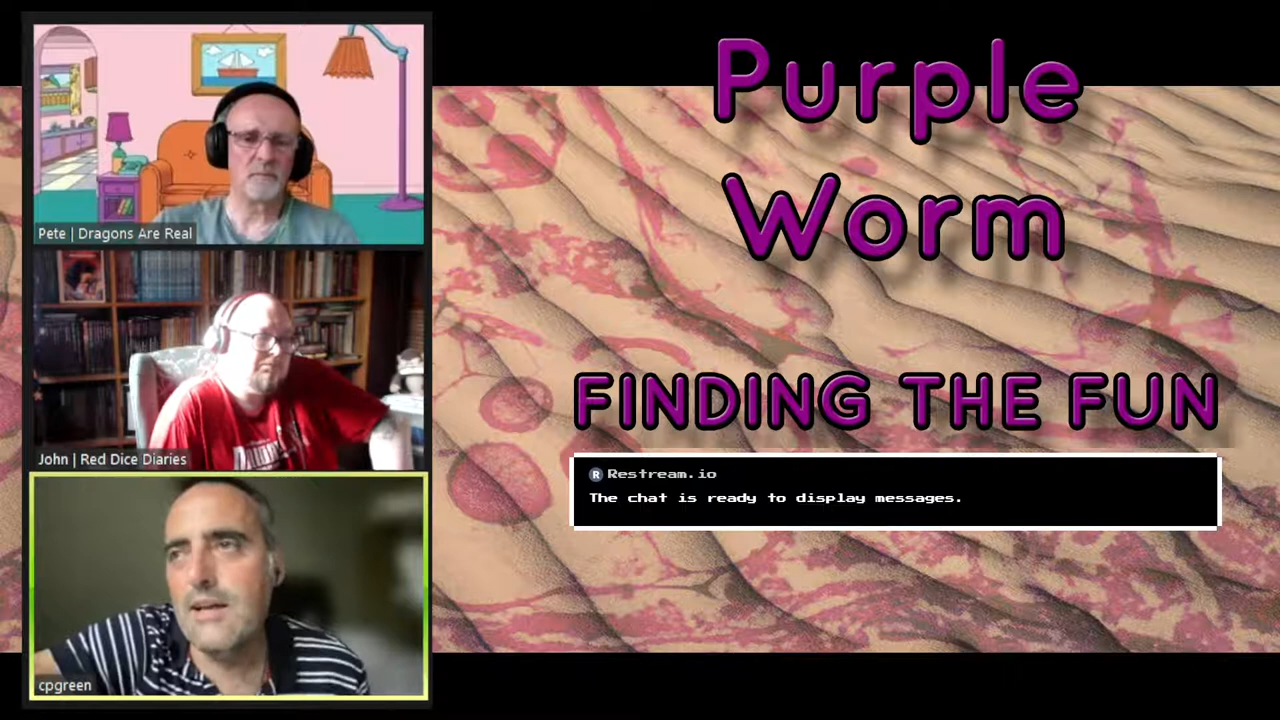 Purple
Worm
FINDING THE FUN
R Restream.io
The chat is ready to display messages.
Pete | Dragons Are Real
John | Red Dice Diaries
cpgreen